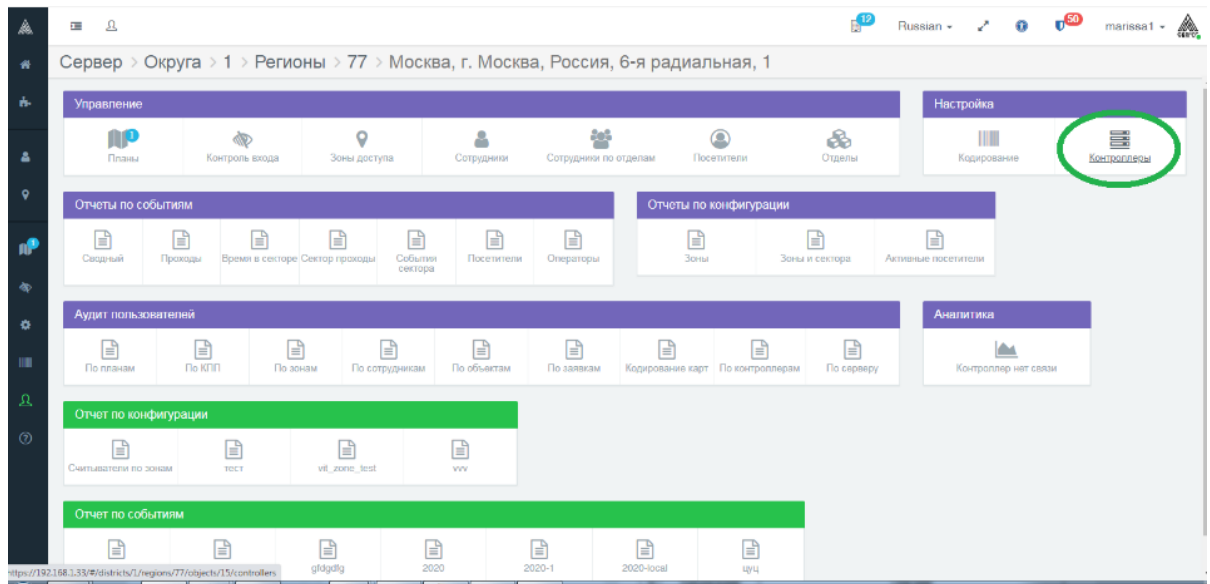 12
Russian
50
marissa1
Сервер > Округа > 1 > Регионы > 77 > Москва, г. Москва, Россия, 6-я радиальная, 1
Управление
Настройка
1
Планы
Контроль входа
Зоны доступа
Сотрудники
Сотрудники по отделам
Посетители
Отделы
Кодирование
Контроллеры
Отчеты по событиям
Отчеты по конфигурации
Сводный
Проходы
Время в секторе
Сектор проходы
События
сектора
Посетители
Операторы
Зоны
Зоны и сектора
Активные посетители
1
Аудит пользователей
Аналитика
По планам
По КПП
По зонам
По сотрудникам
По объектам
По заявкам
Кодирование карт
По контроллерам
По серверу
Контроллер нет связи
Отчет по конфигурации
Считыватели по зонам
тест
vit_zone_test
vvv
Отчет по событиям
gfdgdfg
2020
2020-1
2020-local
цуц
https://192.168.1.33/#/districts/1/regions/77/objects/15/controllers